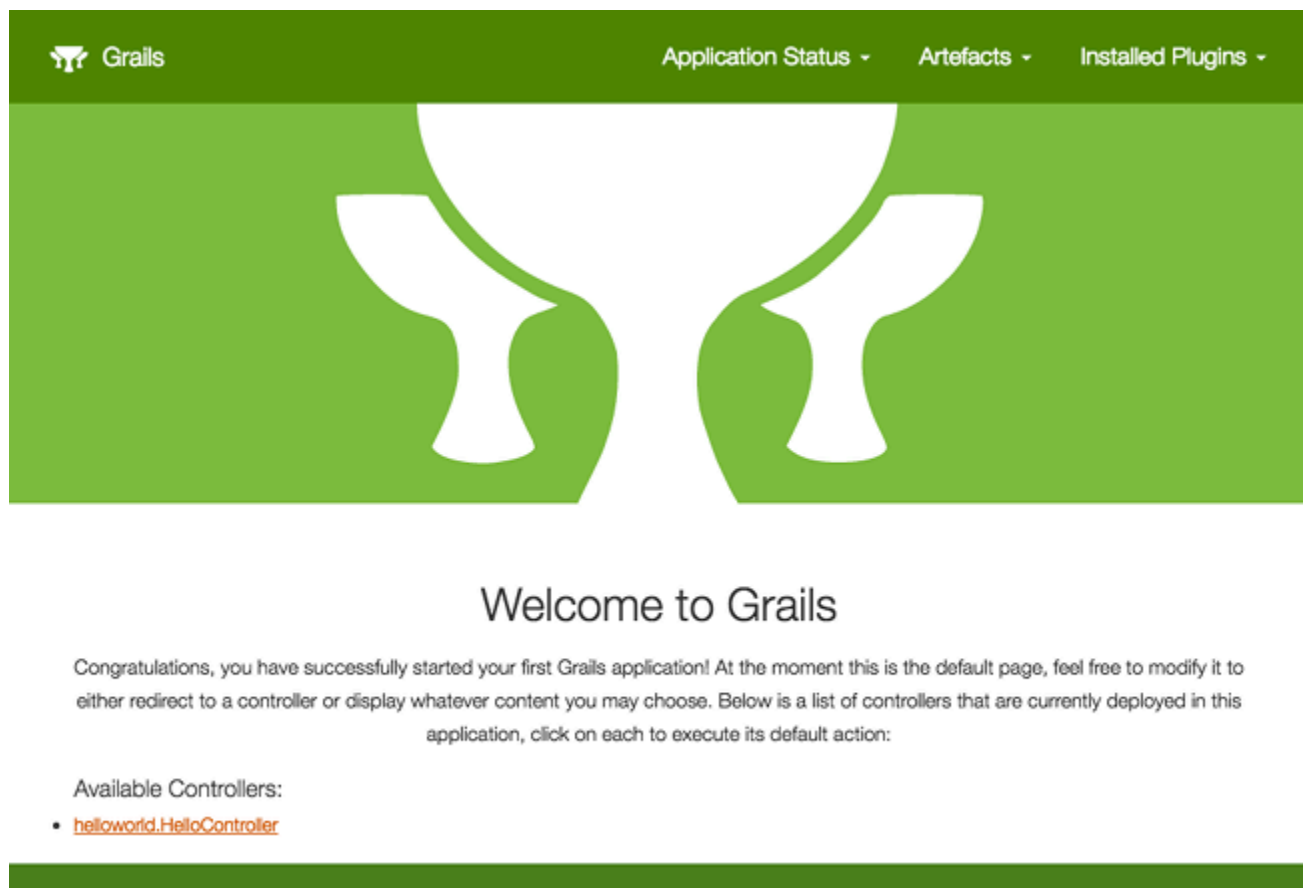 Grails
Application Status
Artefacts
Installed Plugins
Welcome to Grails
Congratulations, you have successfully started your first Grails application! At the moment this is the default page, feel free to modify it to
either redirect to a controller or display whatever content you may choose. Below is a list of controllers that are currently deployed in this
application, click on each to execute its default action:
Available Controllers:
helloworld.HelloController